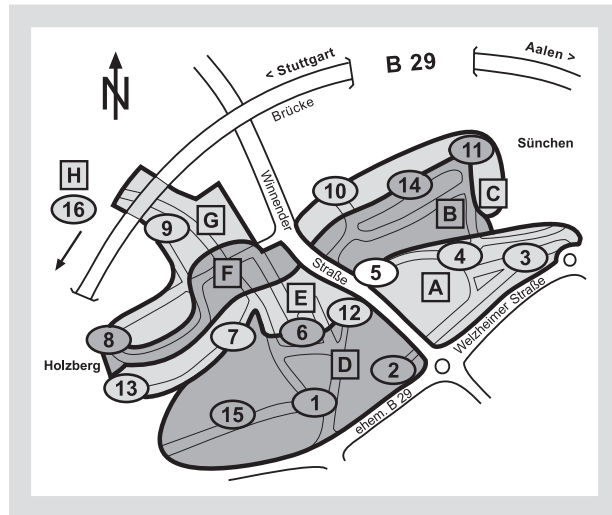 Aalen >
< Stuttgart
B 29
N
Brücke
Sünchen
11
H
Winnender
10
14
C
16
B
G
9
4
3
5
F
Straße
A
E
12
Welzheimer Straße
8
7
6
D
Holzberg
2
13
1
15
ehem. B 29